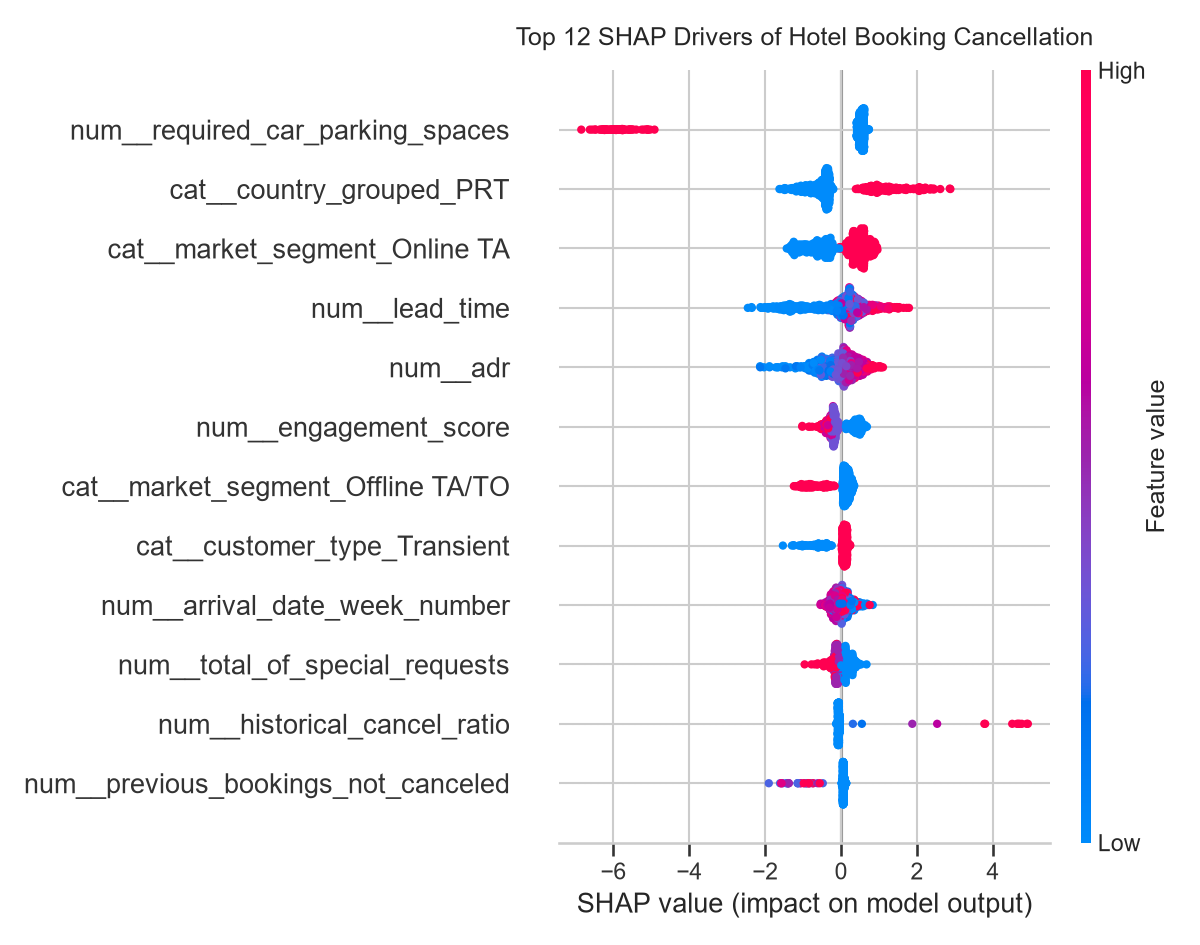 Top 12 SHAP Drivers of Hotel Booking Cancellation
High
num__required_car_parking_spaces
cat__country_grouped_PRT
cat__market_segment_Online TA
num__lead_time
num__adr
num__engagement_score
cat__market_segment_Offline TA/TO
cat__customer_type_Transient
num__arrival_date_week_number
num__total_of_special_requests
num__historical_cancel_ratio
num__previous_bookings_not_canceled
Feature value
Low
−6 −4 −2 0 2 4
SHAP value (impact on model output)